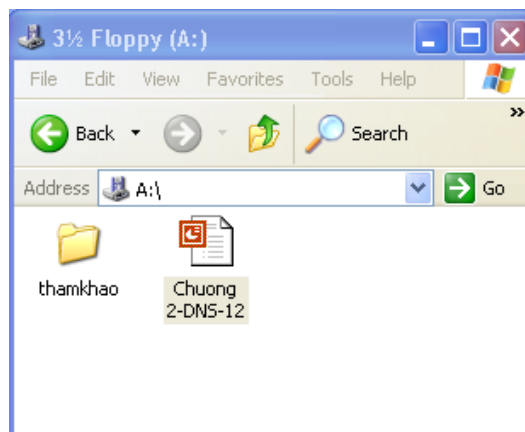 3½ Floppy (A:)
File Edit View Favorites Tools Help
Back Search »
Address A:\ Go
thamkhao
Chuong
2-DNS-12